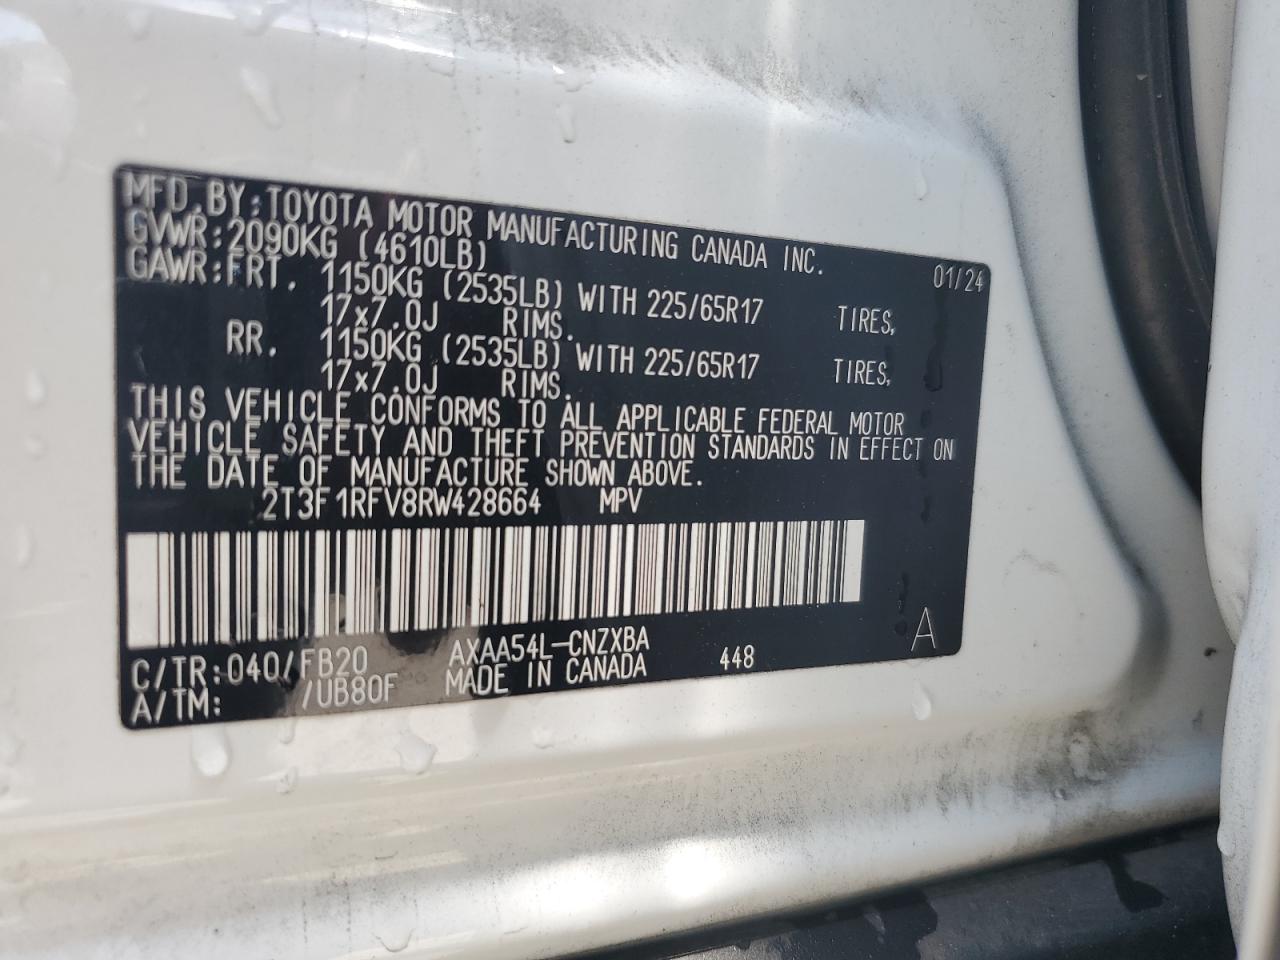 MFD.BY:TOYOTA MOTOR MANUFACTURING CANADA INC.
GVWR:2090KG (4610LB) 01/24
GAWR:FRT. 1150KG (2535LB) WITH 225/65R17 TIRES,
17x7.0J RIMS.
RR. 1150KG (2535LB) WITH 225/65R17 TIRES,
17x7.0J RIMS.
THIS VEHICLE CONFORMS TO ALL APPLICABLE FEDERAL MOTOR
VEHICLE SAFETY AND THEFT PREVENTION STANDARDS IN EFFECT ON
THE DATE OF MANUFACTURE SHOWN ABOVE.
2T3F1RFV8RW428664 MPV
A
C/TR:040/FB20 AXAA54L-CNZXBA 448
A/TM: /UB80F MADE IN CANADA